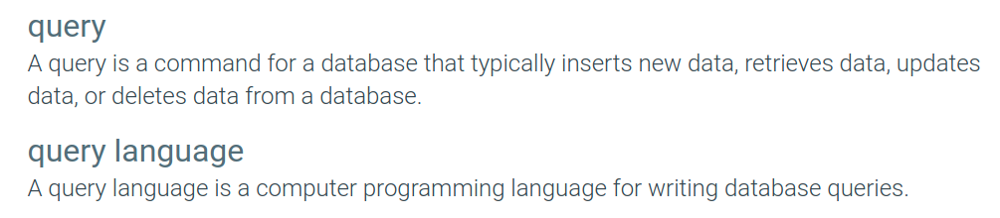 query
A query is a command for a database that typically inserts new data, retrieves data, updates
data, or deletes data from a database.
query language
A query language is a computer programming language for writing database queries.